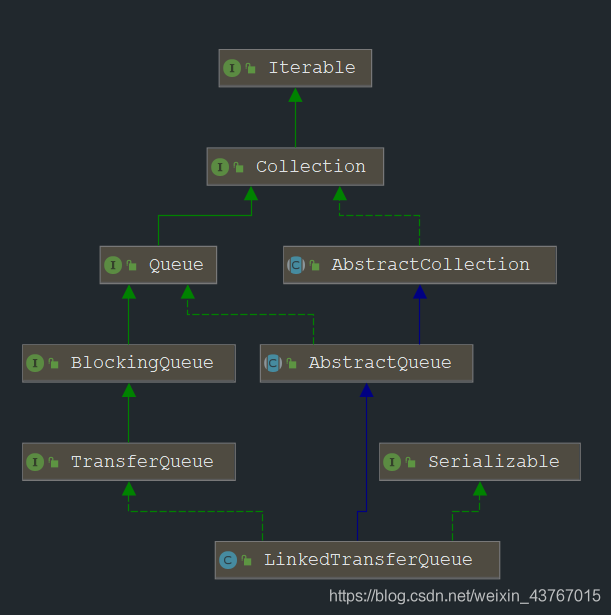 I Iterable
I Collection
I Queue
C AbstractCollection
I BlockingQueue
C AbstractQueue
I TransferQueue
I Serializable
C LinkedTransferQueue
https://blog.csdn.net/weixin_43767015